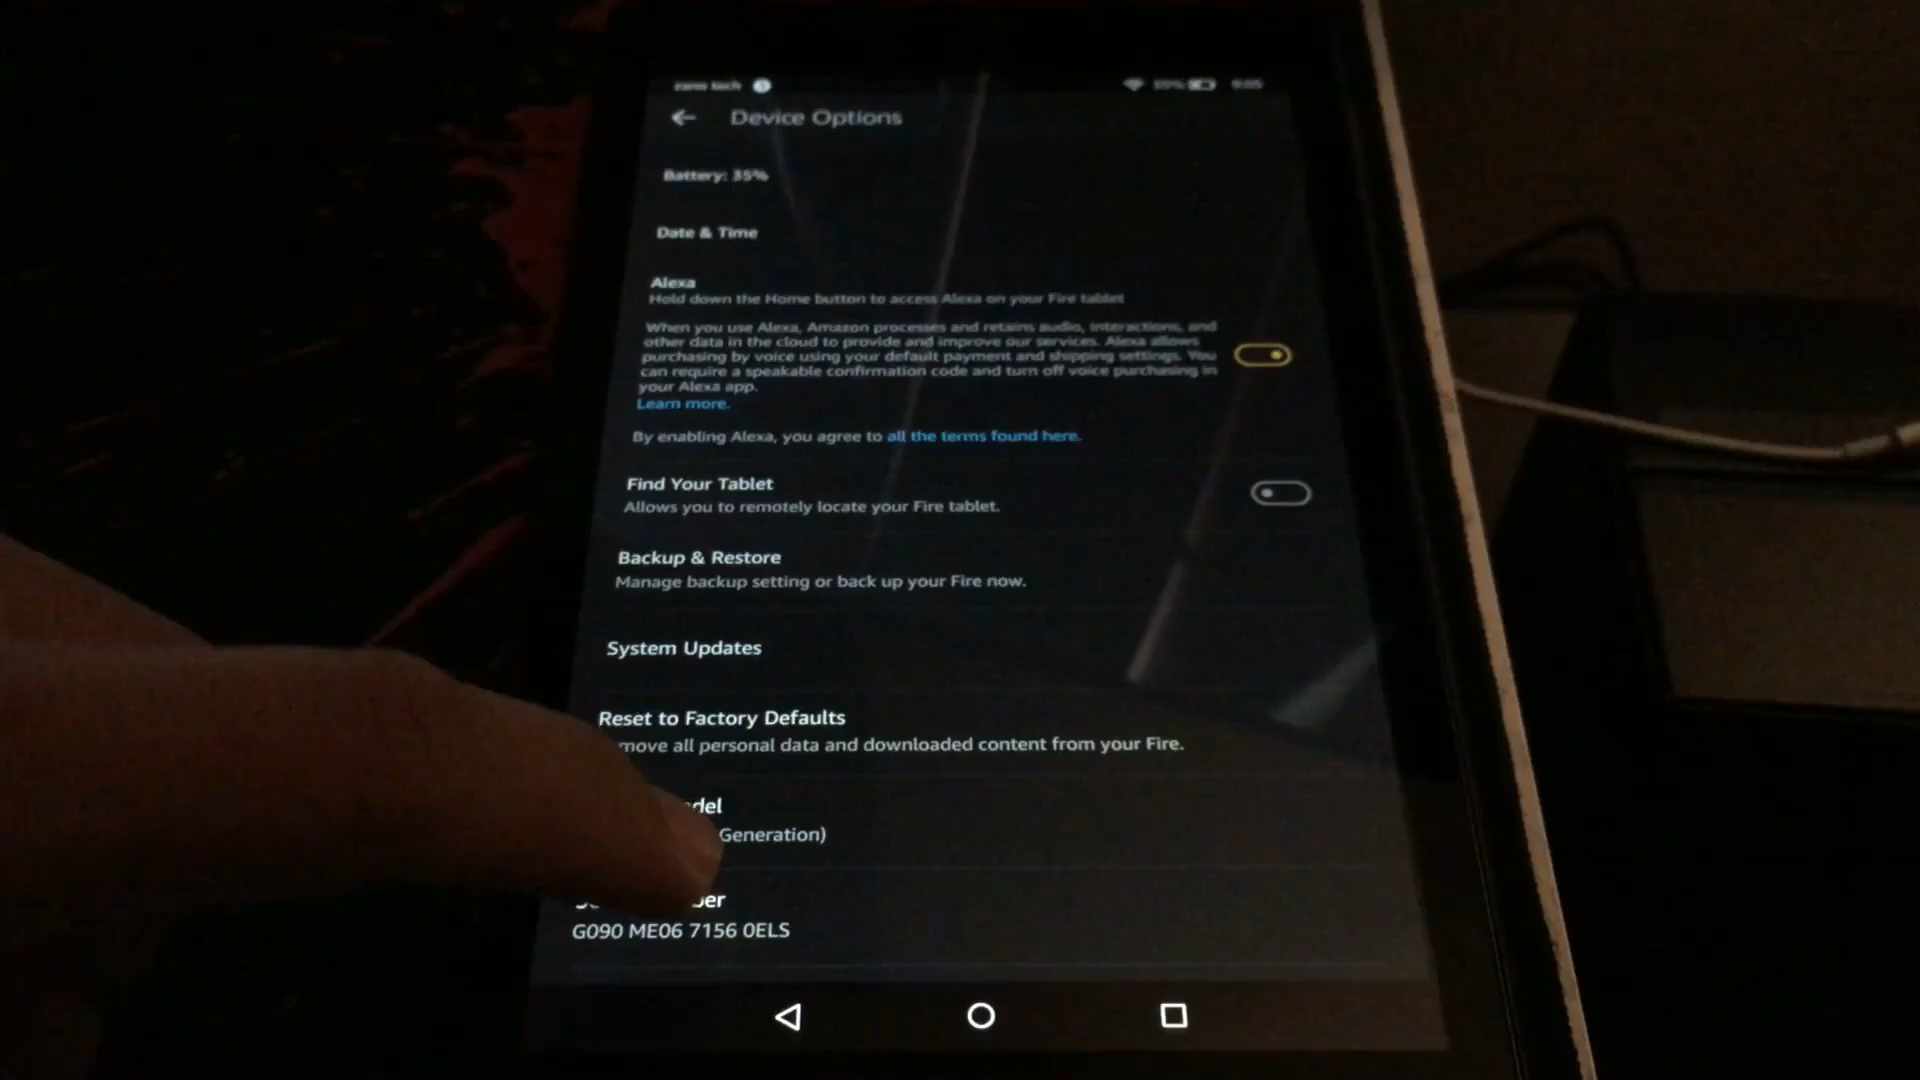 zams tech 35% 9:05
Device Options
Battery: 35%
Date & Time
Alexa
Hold down the Home button to access Alexa on your Fire tablet
When you use Alexa, Amazon processes and retains audio, interactions, and
other data in the cloud to provide and improve our services. Alexa allows
purchasing by voice using your default payment and shipping settings. You
can require a speakable confirmation code and turn off voice purchasing in
your Alexa app.
Learn more.
By enabling Alexa, you agree to all the terms found here.
Find Your Tablet
Allows you to remotely locate your Fire tablet.
Backup & Restore
Manage backup setting or back up your Fire now.
System Updates
Reset to Factory Defaults
move all personal data and downloaded content from your Fire.
del
Generation)
ber
G090 ME06 7156 0ELS